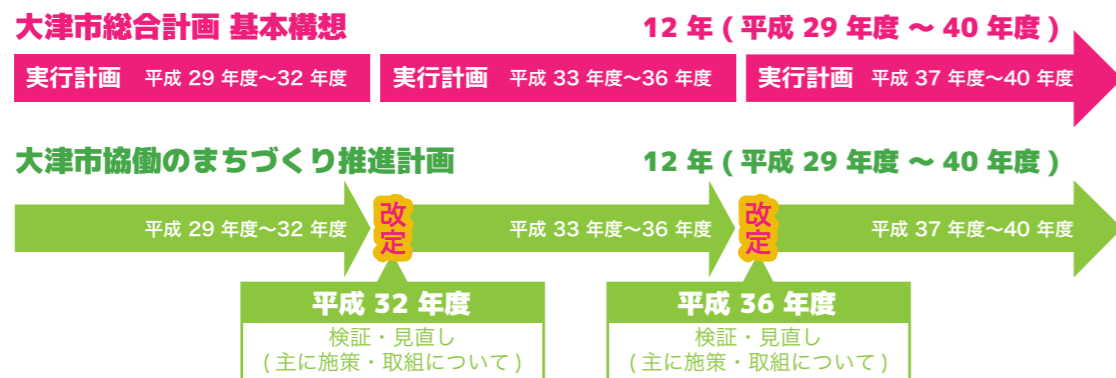 大津市総合計画 基本構想
12 年 ( 平成 29 年度 〜 40 年度 )
実行計画 平成 29 年度〜32 年度
実行計画 平成 33 年度〜36 年度
実行計画 平成 37 年度〜40 年度
大津市協働のまちづくり推進計画
12 年 ( 平成 29 年度 〜 40 年度 )
平成 29 年度〜32 年度
改定
平成 33 年度〜36 年度
改定
平成 37 年度〜40 年度
平成 32 年度
検証・見直し
( 主に施策・取組について )
平成 36 年度
検証・見直し
( 主に施策・取組について )